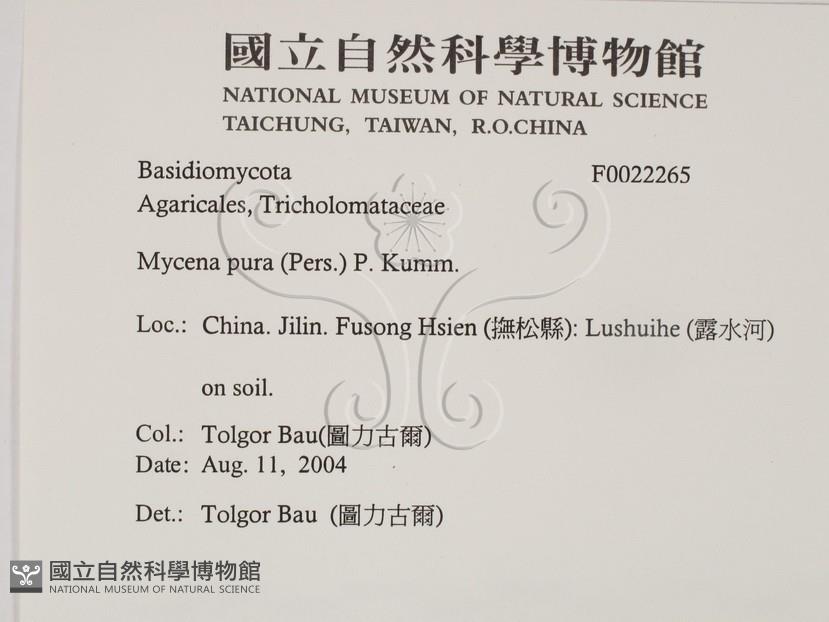 國立自然科學博物館
NATIONAL MUSEUM OF NATURAL SCIENCE
TAICHUNG, TAIWAN, R.O.CHINA
Basidiomycota F0022265
Agaricales, Tricholomataceae
Mycena pura (Pers.) P. Kumm.
Loc.: China. Jilin. Fusong Hsien (撫松縣): Lushuihe (露水河)
on soil.
Col.: Tolgor Bau(圖力古爾)
Date: Aug. 11, 2004
Det.: Tolgor Bau (圖力古爾)
國立自然科學博物館
NATIONAL MUSEUM OF NATURAL SCIENCE